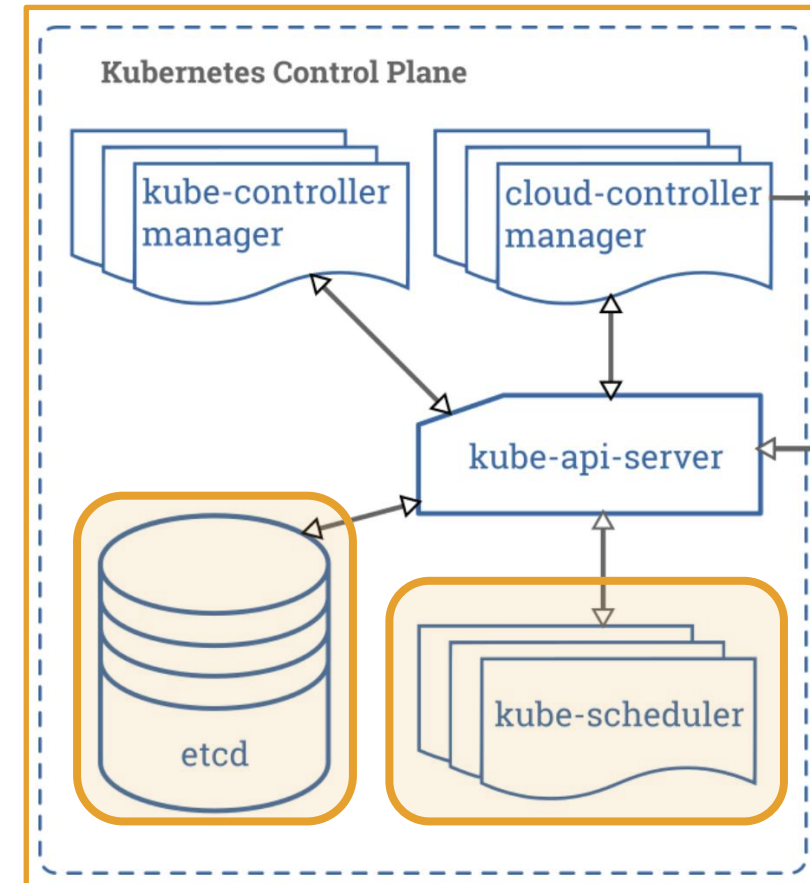 Kubernetes Control Plane
kube-controller
manager
cloud-controller
manager
kube-api-server
etcd
kube-scheduler